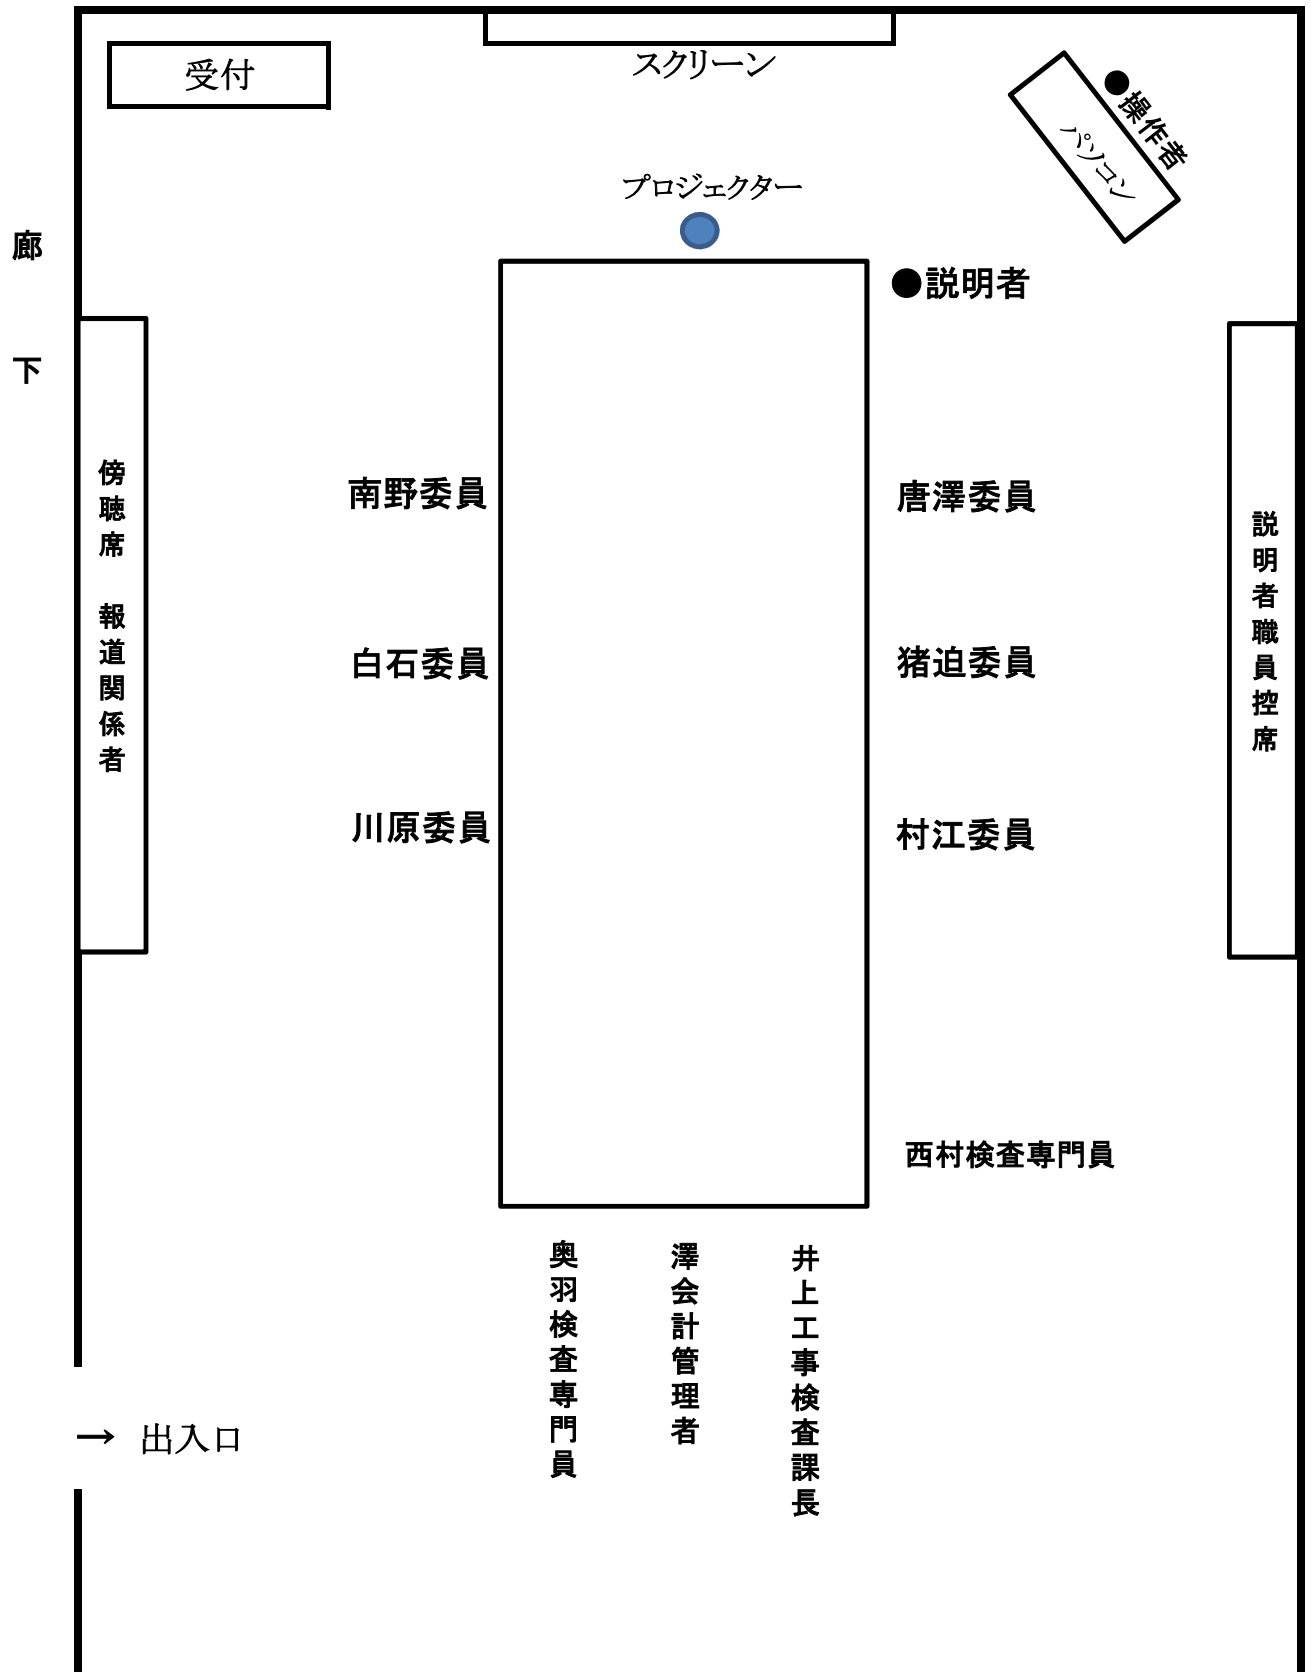 受付
スクリーン
●操作者
パソコン
プロジェクター
廊下
●説明者
傍聴席 報道関係者
南野委員
唐澤委員
説明者職員控席
白石委員
猪迫委員
川原委員
村江委員
西村検査専門員
奥羽検査専門員
澤会計管理者
井上工事検査課長
→ 出入口